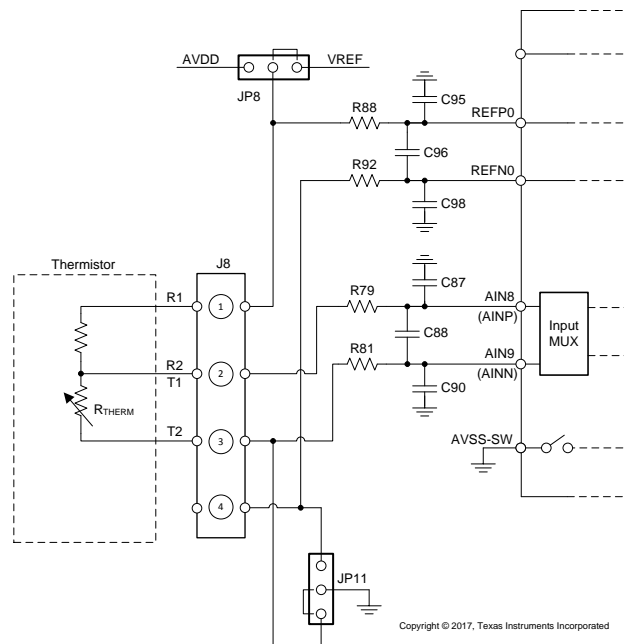 AVDD
VREF
JP8
C95
R88
REFP0
C96
R92
REFN0
C98
Thermistor
J8
C87
R79
AIN8
(AINP)
R1
1
Input
MUX
C88
R81
AIN9
(AINN)
R2
T1
2
C90
RTHERM
T2
3
AVSS-SW
4
JP11
Copyright © 2017, Texas Instruments Incorporated